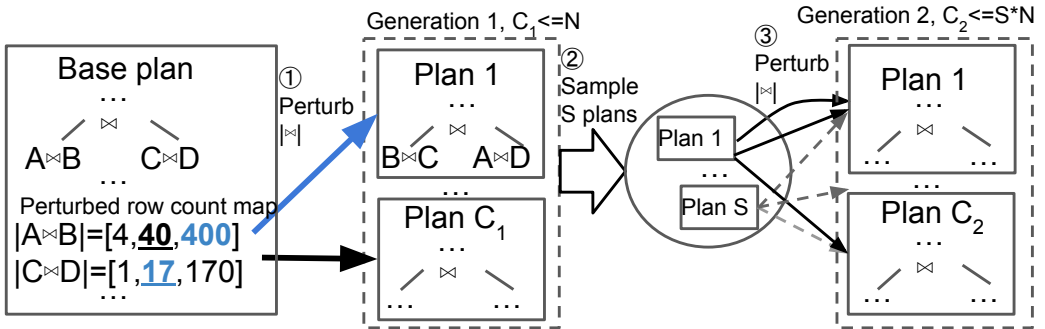 Base plan
...
⋈
A⋈B C⋈D
...
Perturbed row count map
|A⋈B|=[4,40,400]
|C⋈D|=[1,17,170]
...
①
Perturb
|⋈|
Generation 1, C₁<=N
Plan 1
...
⋈
B⋈C A⋈D
...
Plan C₁
...
⋈
... ...
②
Sample
S plans
Plan 1
...
Plan S
③
Perturb
|⋈|
Generation 2, C₂<=S*N
Plan 1
...
⋈
... ...
...
Plan C₂
...
⋈
... ...